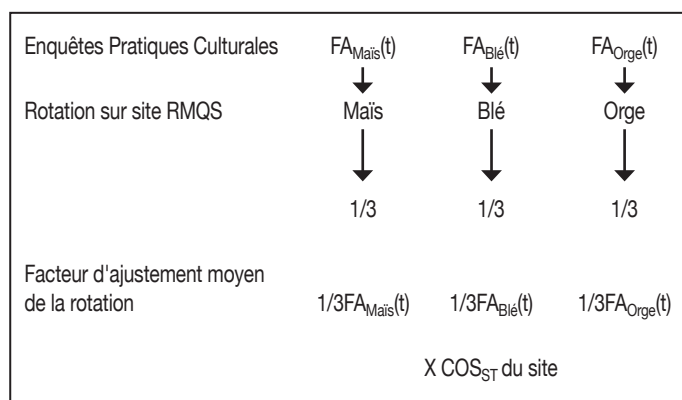 Enquêtes Pratiques Culturales FAMaïs(t) FABlé(t) FAOrge(t)
Rotation sur site RMQS Maïs Blé Orge
1/3 1/3 1/3
Facteur d'ajustement moyen
de la rotation 1/3FAMaïs(t) 1/3FABlé(t) 1/3FAOrge(t)
X COSST du site